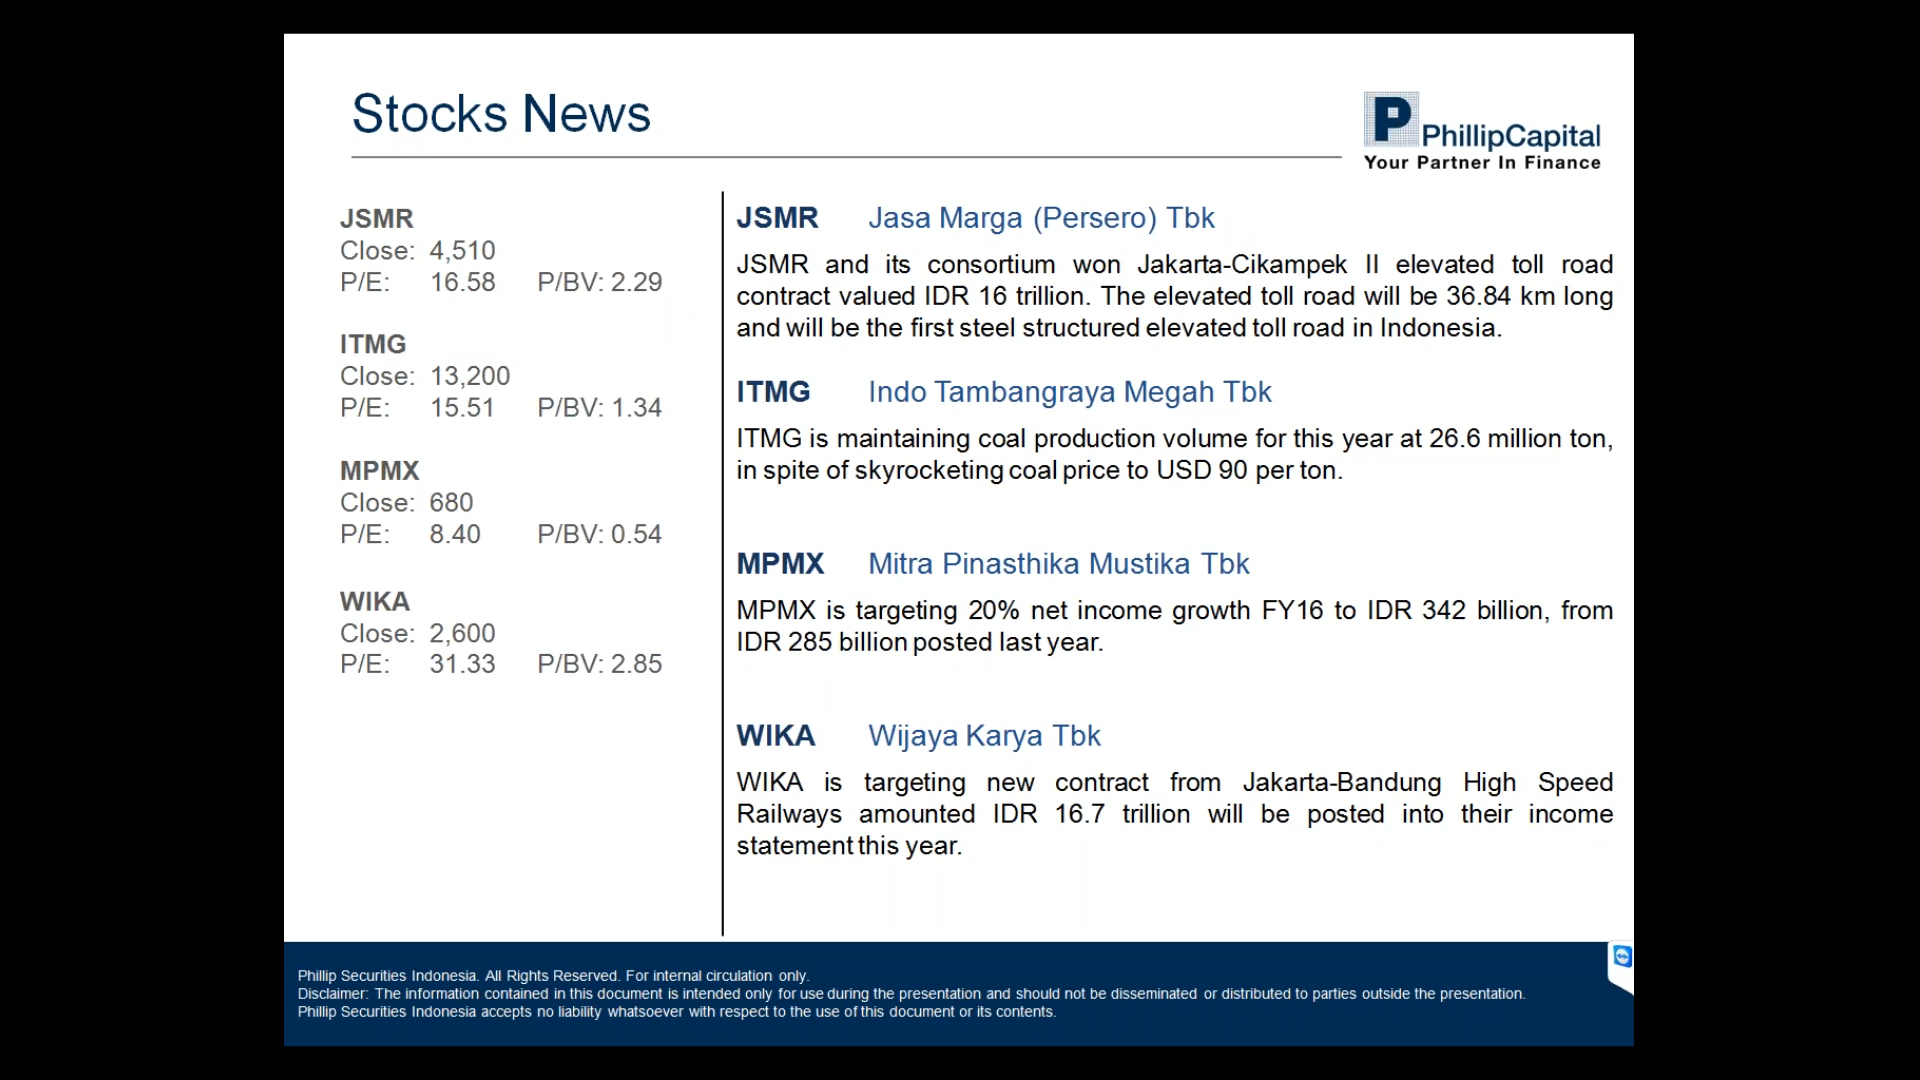 Stocks News
P
PhillipCapital
Your Partner In Finance
JSMR
Close: 4,510
P/E: 16.58 P/BV: 2.29
ITMG
Close: 13,200
P/E: 15.51 P/BV: 1.34
MPMX
Close: 680
P/E: 8.40 P/BV: 0.54
WIKA
Close: 2,600
P/E: 31.33 P/BV: 2.85
JSMR Jasa Marga (Persero) Tbk
JSMR and its consortium won Jakarta-Cikampek II elevated toll road
contract valued IDR 16 trillion. The elevated toll road will be 36.84 km long
and will be the first steel structured elevated toll road in Indonesia.
ITMG Indo Tambangraya Megah Tbk
ITMG is maintaining coal production volume for this year at 26.6 million ton,
in spite of skyrocketing coal price to USD 90 per ton.
MPMX Mitra Pinasthika Mustika Tbk
MPMX is targeting 20% net income growth FY16 to IDR 342 billion, from
IDR 285 billion posted last year.
WIKA Wijaya Karya Tbk
WIKA is targeting new contract from Jakarta-Bandung High Speed
Railways amounted IDR 16.7 trillion will be posted into their income
statement this year.
Phillip Securities Indonesia. All Rights Reserved. For internal circulation only.
Disclaimer: The information contained in this document is intended only for use during the presentation and should not be disseminated or distributed to parties outside the presentation.
Phillip Securities Indonesia accepts no liability whatsoever with respect to the use of this document or its contents.